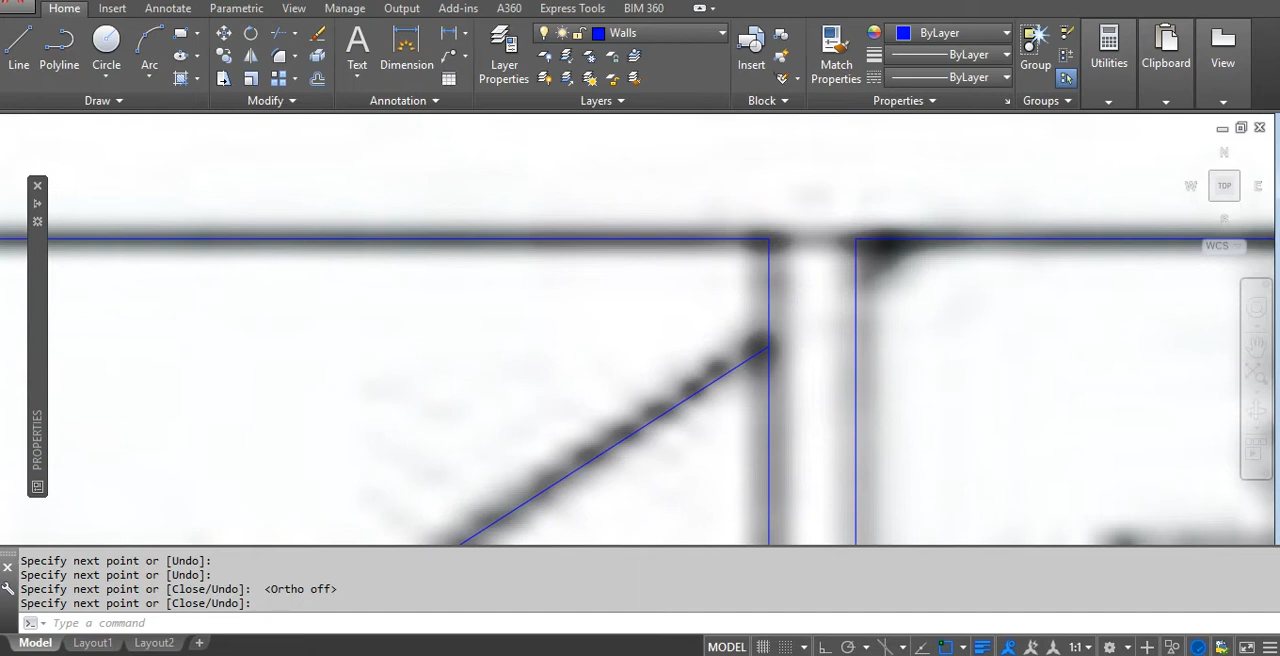 Home Insert Annotate Parametric View Manage Output Add-ins A360 Express Tools BIM 360
Walls
ByLayer
ByLayer
ByLayer
Line Polyline Circle Arc
Text Dimension
Layer
Properties
Insert
Match
Properties
Group
Utilities Clipboard View
Draw Modify Annotation Layers Block Properties Groups
N
W TOP E
WCS
PROPERTIES
Specify next point or [Undo]:
Specify next point or [Undo]:
Specify next point or [Close/Undo]: <Ortho off>
Specify next point or [Close/Undo]:
Type a command
Model Layout1 Layout2 +
MODEL 1:1